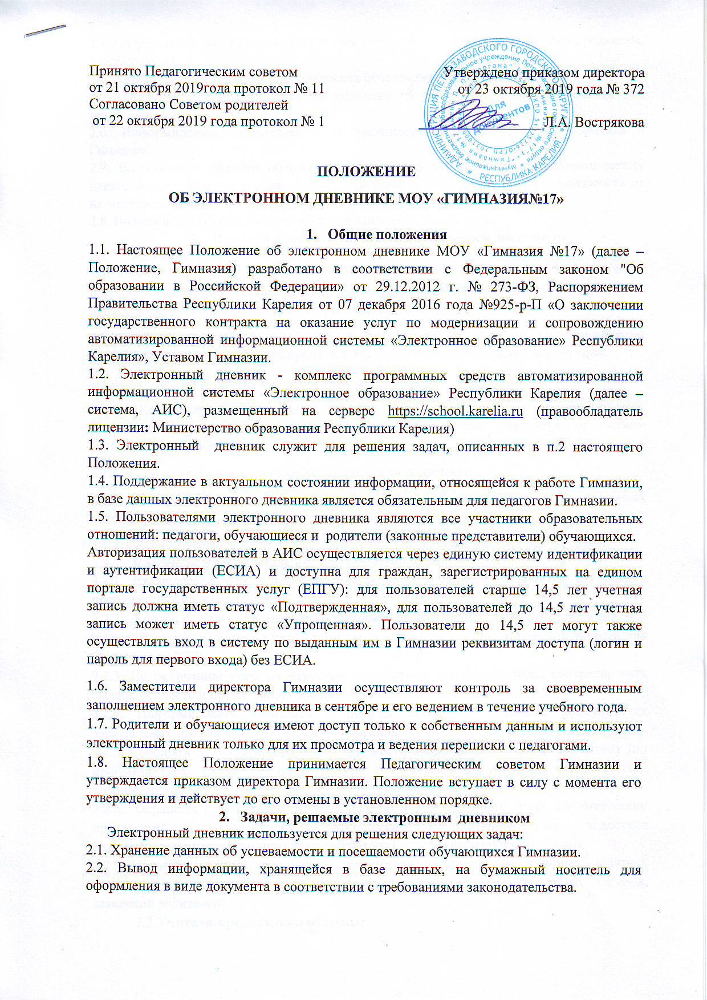 Принято Педагогическим советом
Утверждено приказом директора
от 21 октября 2019года протокол № 11
от 23 октября 2019 года № 372
Согласовано Советом родителей
от 22 октября 2019 года протокол № 1
Л.А. Вострякова
Для
документов
РЕСПУБЛИКА КАРЕЛИЯ
ПОЛОЖЕНИЕ
ОБ ЭЛЕКТРОННОМ ДНЕВНИКЕ МОУ «ГИМНАЗИЯ№17»
1. Общие положения
1.1. Настоящее Положение об электронном дневнике МОУ «Гимназия №17» (далее –
Положение, Гимназия) разработано в соответствии с Федеральным законом "Об
образовании в Российской Федерации» от 29.12.2012 г. № 273-ФЗ, Распоряжением
Правительства Республики Карелия от 07 декабря 2016 года №925-р-П «О заключении
государственного контракта на оказание услуг по модернизации и сопровождению
автоматизированной информационной системы «Электронное образование» Республики
Карелия», Уставом Гимназии.
1.2. Электронный дневник - комплекс программных средств автоматизированной
информационной системы «Электронное образование» Республики Карелия (далее –
система, АИС), размещенный на сервере https://school.karelia.ru (правообладатель
лицензии: Министерство образования Республики Карелия)
1.3. Электронный дневник служит для решения задач, описанных в п.2 настоящего
Положения.
1.4. Поддержание в актуальном состоянии информации, относящейся к работе Гимназии,
в базе данных электронного дневника является обязательным для педагогов Гимназии.
1.5. Пользователями электронного дневника являются все участники образовательных
отношений: педагоги, обучающиеся и родители (законные представители) обучающихся.
Авторизация пользователей в АИС осуществляется через единую систему идентификации
и аутентификации (ЕСИА) и доступна для граждан, зарегистрированных на едином
портале государственных услуг (ЕПГУ): для пользователей старше 14,5 лет учетная
запись должна иметь статус «Подтвержденная», для пользователей до 14,5 лет учетная
запись может иметь статус «Упрощенная». Пользователи до 14,5 лет могут также
осуществлять вход в систему по выданным им в Гимназии реквизитам доступа (логин и
пароль для первого входа) без ЕСИА.
1.6. Заместители директора Гимназии осуществляют контроль за своевременным
заполнением электронного дневника в сентябре и его ведением в течение учебного года.
1.7. Родители и обучающиеся имеют доступ только к собственным данным и используют
электронный дневник только для их просмотра и ведения переписки с педагогами.
1.8. Настоящее Положение принимается Педагогическим советом Гимназии и
утверждается приказом директора Гимназии. Положение вступает в силу с момента его
утверждения и действует до его отмены в установленном порядке.
2. Задачи, решаемые электронным дневником
Электронный дневник используется для решения следующих задач:
2.1. Хранение данных об успеваемости и посещаемости обучающихся Гимназии.
2.2. Вывод информации, хранящейся в базе данных, на бумажный носитель для
оформления в виде документа в соответствии с требованиями законодательства.